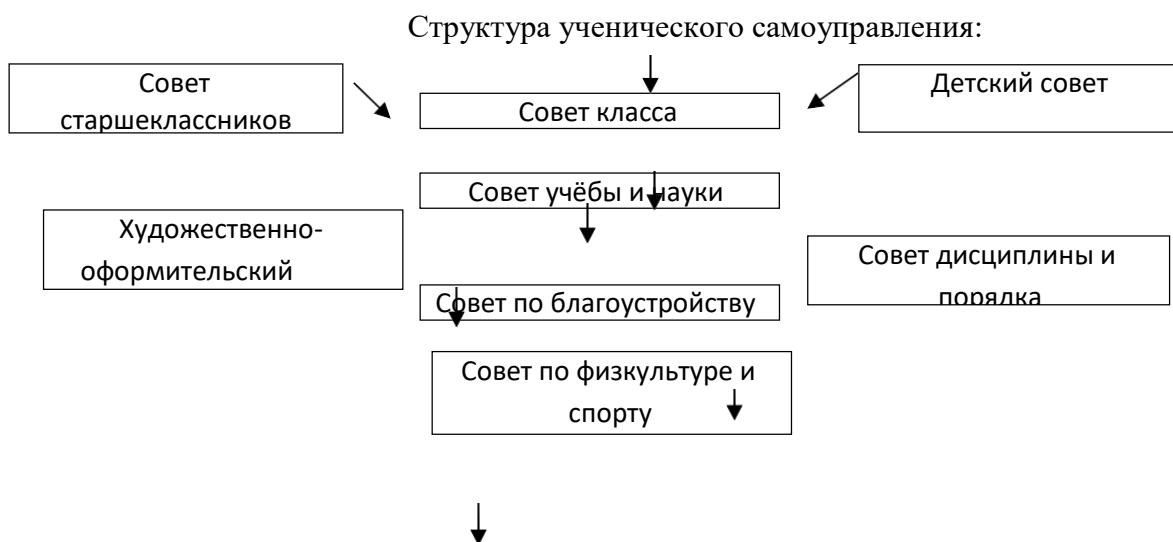 Структура ученического самоуправления:
Совет
старшеклассников
Совет класса
Детский совет
Совет учёбы и науки
Художественно-
оформительский
Совет дисциплины и
порядка
Совет по благоустройству
Совет по физкультуре и
спорту